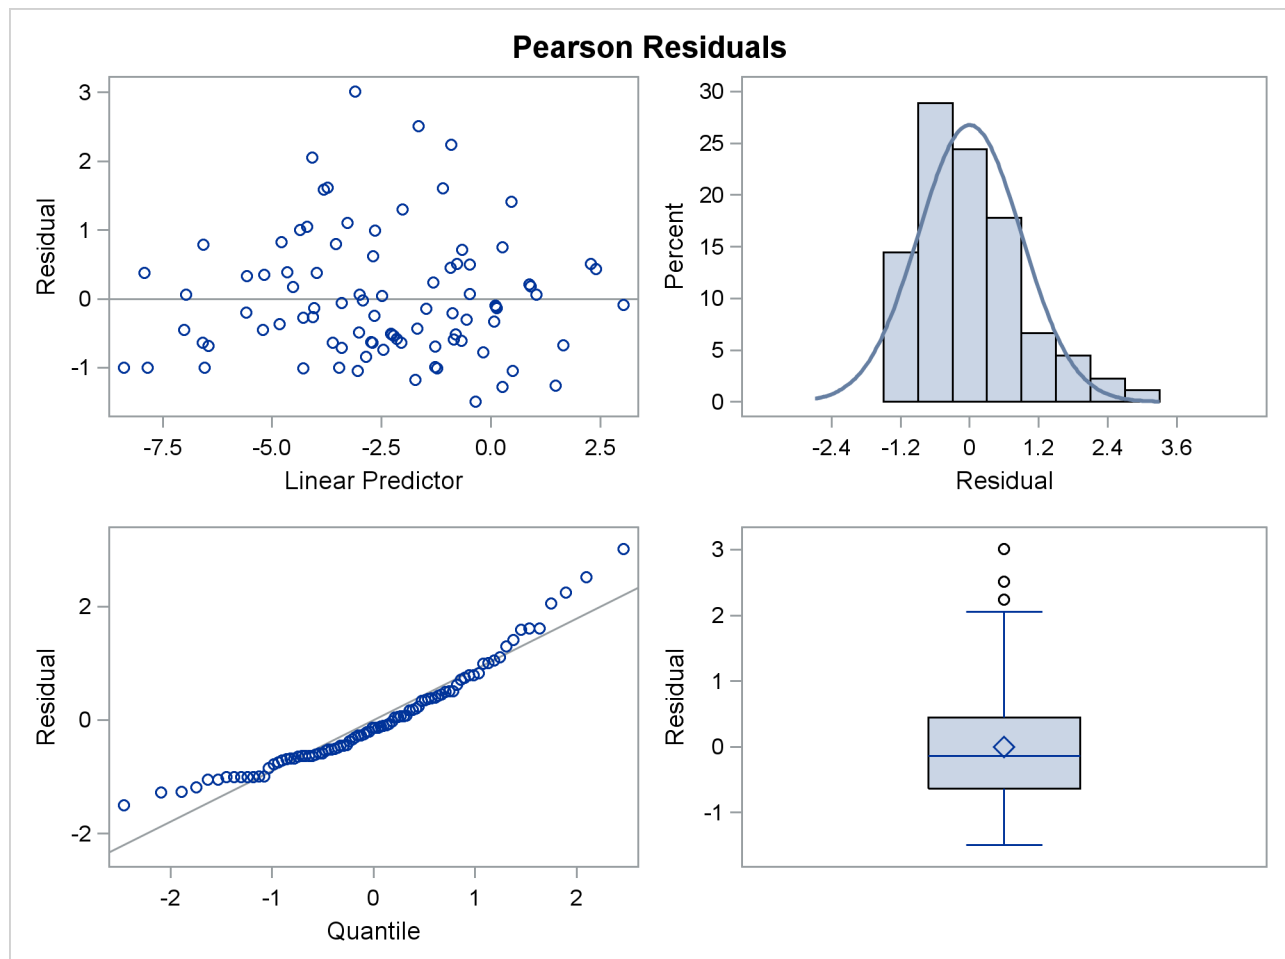 Pearson Residuals
3
2
1
0
-1
Residual
-7.5 -5.0 -2.5 0.0 2.5
Linear Predictor
30
25
20
15
10
5
0
Percent
-2.4 -1.2 0 1.2 2.4 3.6
Residual
2
0
-2
Residual
-2 -1 0 1 2
Quantile
3
2
1
0
-1
Residual